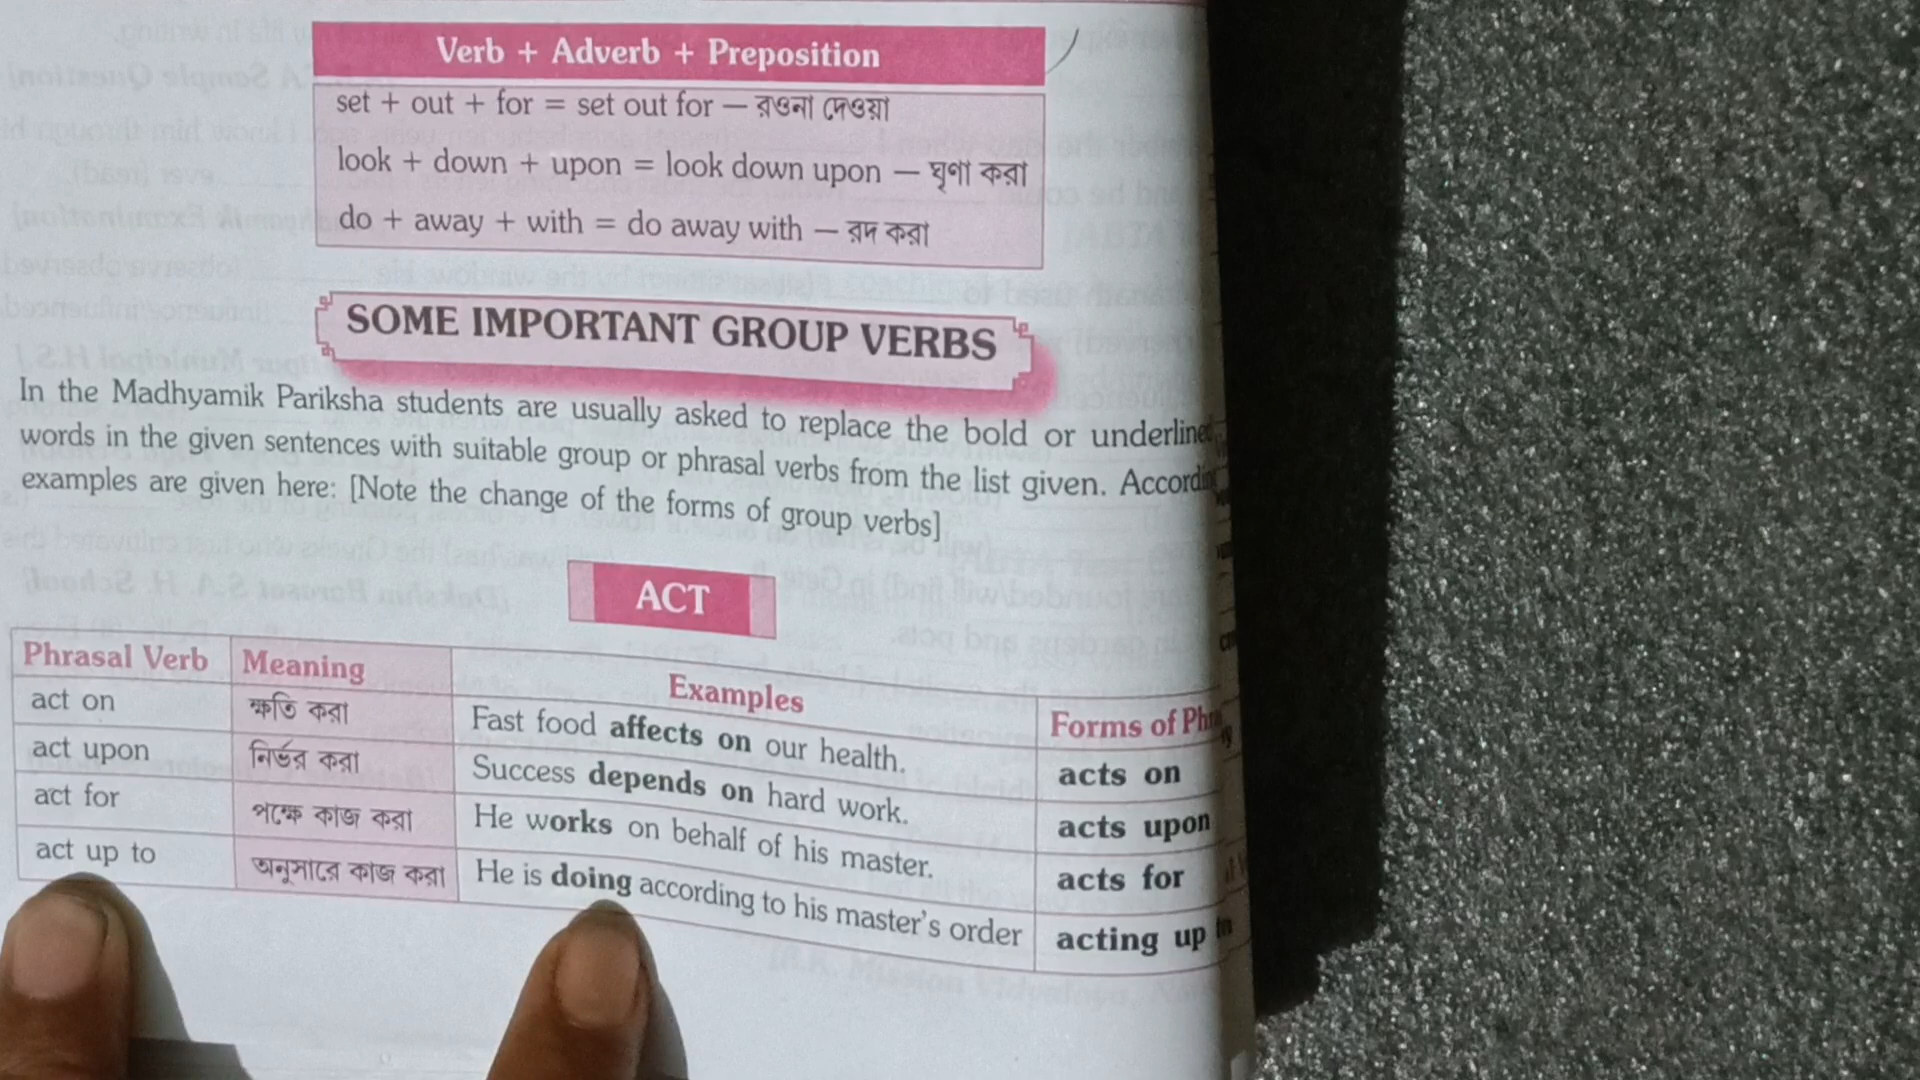 Verb + Adverb + Preposition
set + out + for = set out for — রওনা দেওয়া
look + down + upon = look down upon — ঘৃণা করা
do + away + with = do away with — রদ করা
SOME IMPORTANT GROUP VERBS
In the Madhyamik Pariksha students are usually asked to replace the bold or underlined
words in the given sentences with suitable group or phrasal verbs from the list given.
examples are given here: [Note the change of the forms of group verbs]
ACT
Phrasal Verb Meaning Examples Forms of
act on ক্ষতি করা Fast food affects on our health. acts on
act upon নির্ভর করা Success depends on hard work. acts upon
act for পক্ষে কাজ করা He works on behalf of his master. acts for
act up to অনুসারে কাজ করা He is doing according to his master's order acting up to